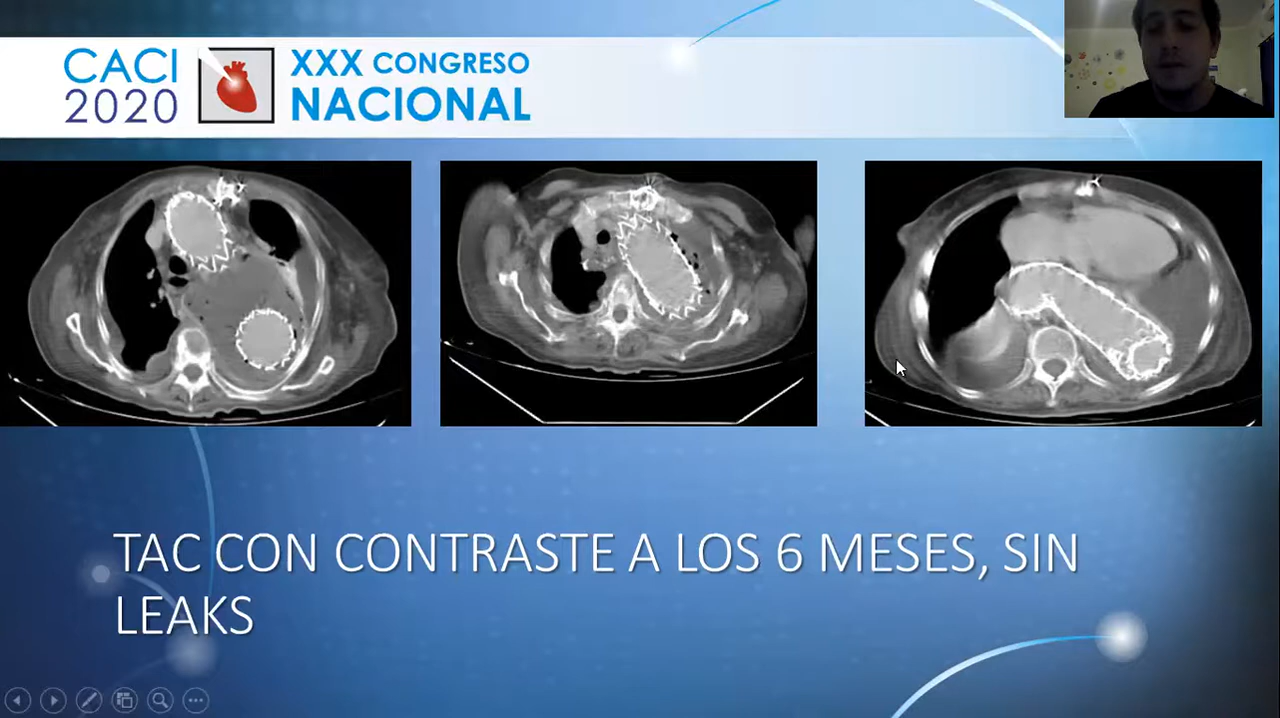 CACI
2020
XXX CONGRESO
NACIONAL
TAC CON CONTRASTE A LOS 6 MESES, SIN
LEAKS